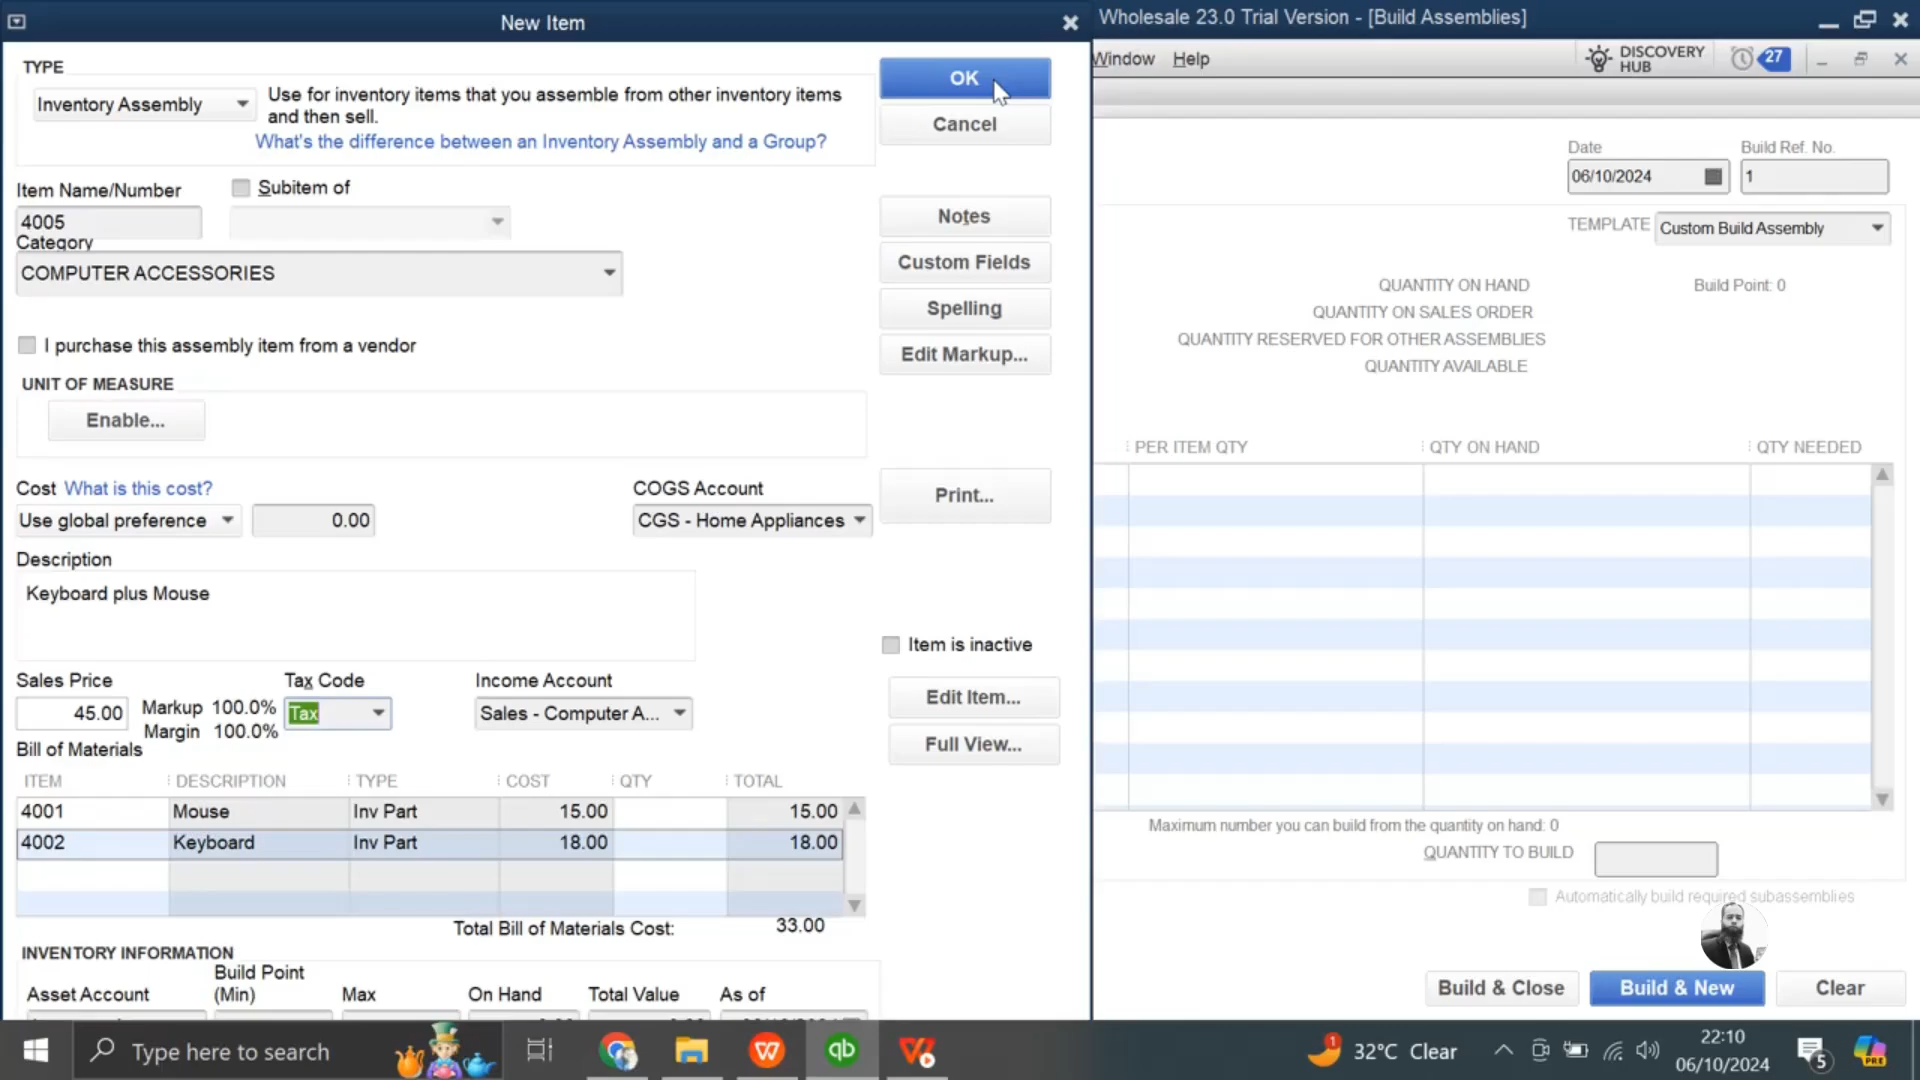 New Item
Wholesale 23.0 Trial Version - [Build Assemblies]
Window Help
DISCOVERY
HUB
27
TYPE
Inventory Assembly
Use for inventory items that you assemble from other inventory items
and then sell.
What's the difference between an Inventory Assembly and a Group?
OK
Cancel
Item Name/Number
Subitem of
4005
Category
COMPUTER ACCESSORIES
Notes
Custom Fields
Spelling
Edit Markup...
I purchase this assembly item from a vendor
UNIT OF MEASURE
Enable...
Cost What is this cost?
COGS Account
Use global preference
0.00
CGS - Home Appliances
Print...
Description
Keyboard plus Mouse
Item is inactive
Sales Price
Tax Code
Income Account
45.00
Markup 100.0%
Margin 100.0%
Tax
Sales - Computer A...
Edit Item...
Full View...
Bill of Materials
ITEM DESCRIPTION TYPE COST QTY TOTAL
4001 Mouse Inv Part 15.00 15.00
4002 Keyboard Inv Part 18.00 18.00
Total Bill of Materials Cost: 33.00
INVENTORY INFORMATION
Asset Account
Build Point
(Min)
Max
On Hand
Total Value
As of
Date
Build Ref. No.
06/10/2024
1
TEMPLATE Custom Build Assembly
QUANTITY ON HAND
Build Point: 0
QUANTITY ON SALES ORDER
QUANTITY RESERVED FOR OTHER ASSEMBLIES
QUANTITY AVAILABLE
PER ITEM QTY QTY ON HAND QTY NEEDED
Maximum number you can build from the quantity on hand: 0
QUANTITY TO BUILD
Automatically build required subassemblies
Build & Close
Build & New
Clear
Type here to search
qb
1
32°C Clear
22:10
06/10/2024
5
PRE